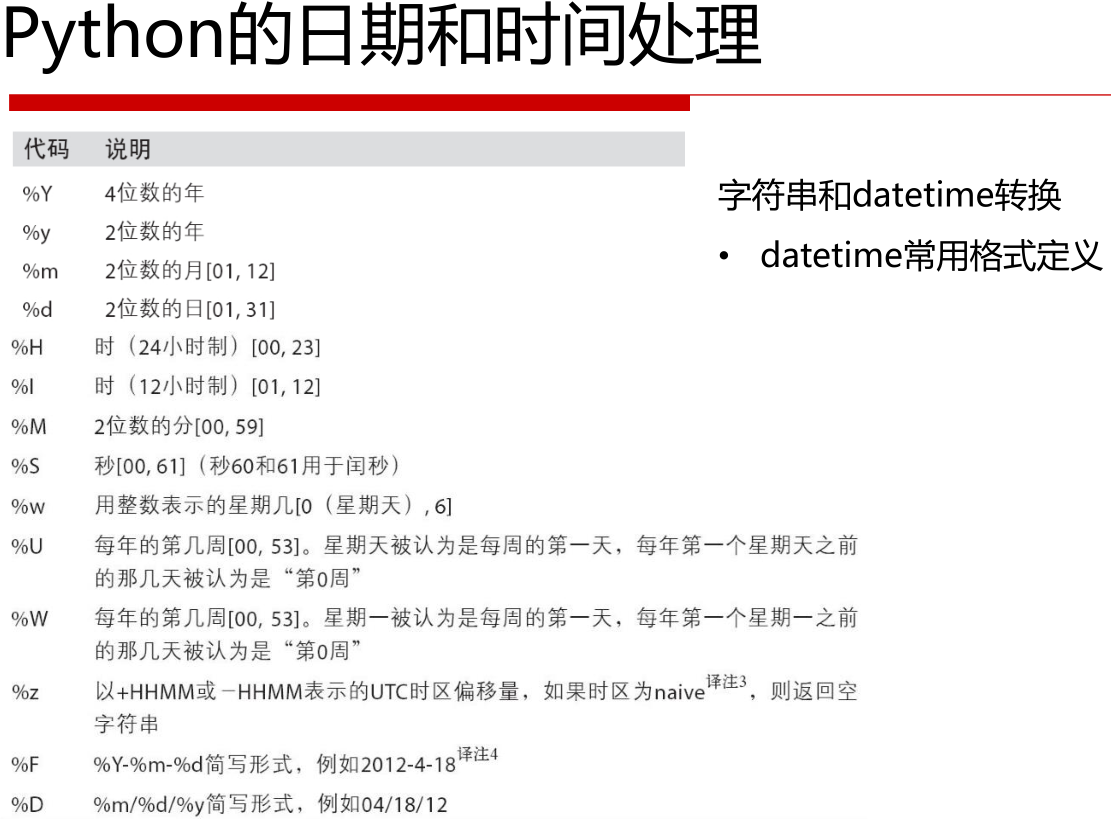 Python的日期和时间处理
代码 说明
%Y 4位数的年
%y 2位数的年
%m 2位数的月[01, 12]
%d 2位数的日[01, 31]
%H 时（24小时制）[00, 23]
%I 时（12小时制）[01, 12]
%M 2位数的分[00, 59]
%S 秒[00, 61]（秒60和61用于闰秒）
%w 用整数表示的星期几[0（星期天）, 6]
%U 每年的第几周[00, 53]。星期天被认为是每周的第一天，每年第一个星期天之前
的那几天被认为是“第0周”
%W 每年的第几周[00, 53]。星期一被认为是每周的第一天，每年第一个星期一之前
的那几天被认为是“第0周”
%z 以+HHMM或－HHMM表示的UTC时区偏移量，如果时区为naive译注3，则返回空
字符串
%F %Y-%m-%d简写形式，例如2012-4-18译注4
%D %m/%d/%y简写形式，例如04/18/12
字符串和datetime转换
• datetime常用格式定义